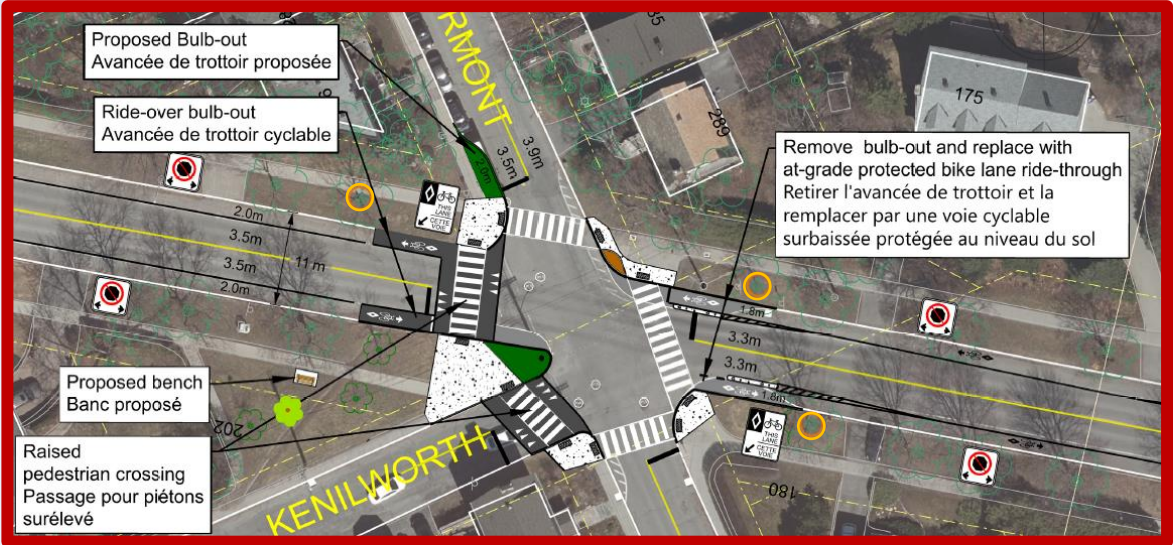 Proposed Bulb-out
Avancée de trottoir proposée
Ride-over bulb-out
Avancée de trottoir cyclable
RMONT
35
289
175
3.9m
3.5m
2.0m
Remove bulb-out and replace with
at-grade protected bike lane ride-through
Retirer l'avancée de trottoir et la
remplacer par une voie cyclable
surbaissée protégée au niveau du sol
THIS
LANE
CETTE
VOIE
2.0m
3.5m
11 m
3.5m
2.0m
1.8m
3.3m
3.3m
1.8m
Proposed bench
Banc proposé
202
Raised
pedestrian crossing
Passage pour piétons
surélevé
KENILWORTH
THIS
LANE
CETTE
VOIE
180